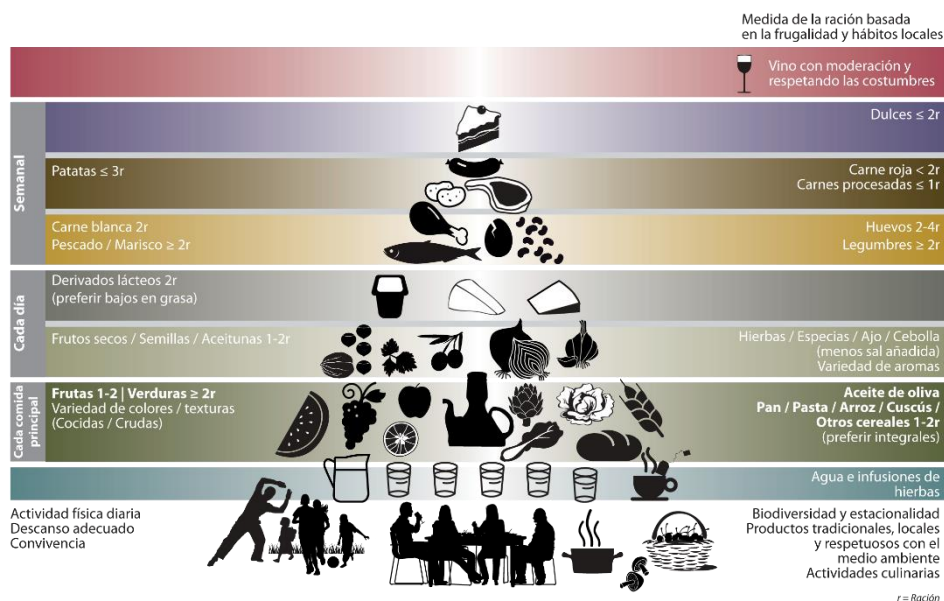 Medida de la ración basada
en la frugalidad y hábitos locales
Vino con moderación y
respetando las costumbres
Semanal
Dulces ≤ 2r
Patatas ≤ 3r
Carne roja < 2r
Carnes procesadas ≤ 1r
Carne blanca 2r
Pescado / Marisco ≥ 2r
Huevos 2-4r
Legumbres ≥ 2r
Cada día
Derivados lácteos 2r
(preferir bajos en grasa)
Frutos secos / Semillas / Aceitunas 1-2r
Hierbas / Especias / Ajo / Cebolla
(menos sal añadida)
Variedad de aromas
Cada comida
principal
Frutas 1-2 | Verduras ≥ 2r
Variedad de colores / texturas
(Cocidas / Crudas)
Aceite de oliva
Pan / Pasta / Arroz / Cuscús /
Otros cereales 1-2r
(preferir integrales)
Agua e infusiones de
hierbas
Actividad física diaria
Descanso adecuado
Convivencia
Biodiversidad y estacionalidad
Productos tradicionales, locales
y respetuosos con el
medio ambiente
Actividades culinarias
r = Ración